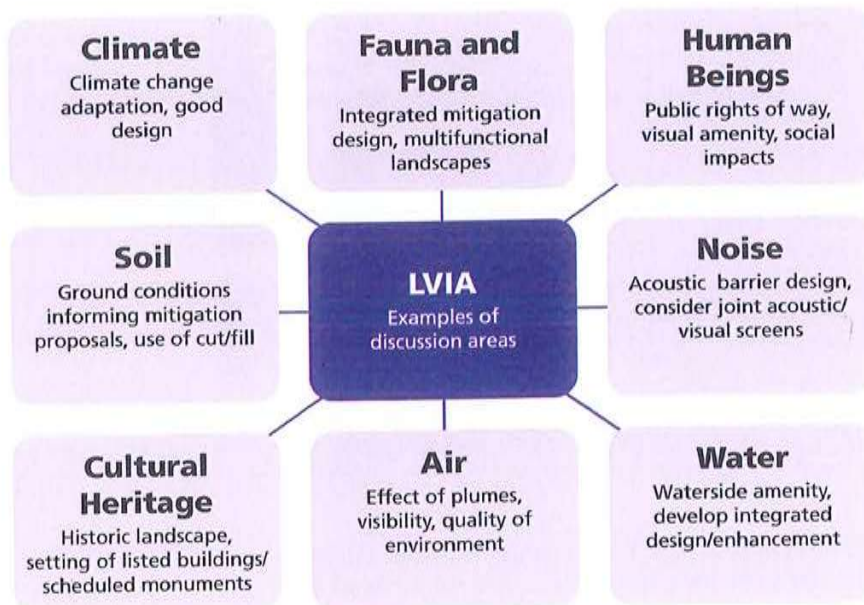 Climate
Climate change
adaptation, good
design
Fauna and
Flora
Integrated mitigation
design, multifunctional
landscapes
Human
Beings
Public rights of way,
visual amenity, social
impacts
Soil
Ground conditions
informing mitigation
proposals, use of cut/fill
LVIA
Examples of
discussion areas
Noise
Acoustic barrier design,
consider joint acoustic/
visual screens
Cultural
Heritage
Historic landscape,
setting of listed buildings/
scheduled monuments
Air
Effect of plumes,
visibility, quality of
environment
Water
Waterside amenity,
develop integrated
design/enhancement